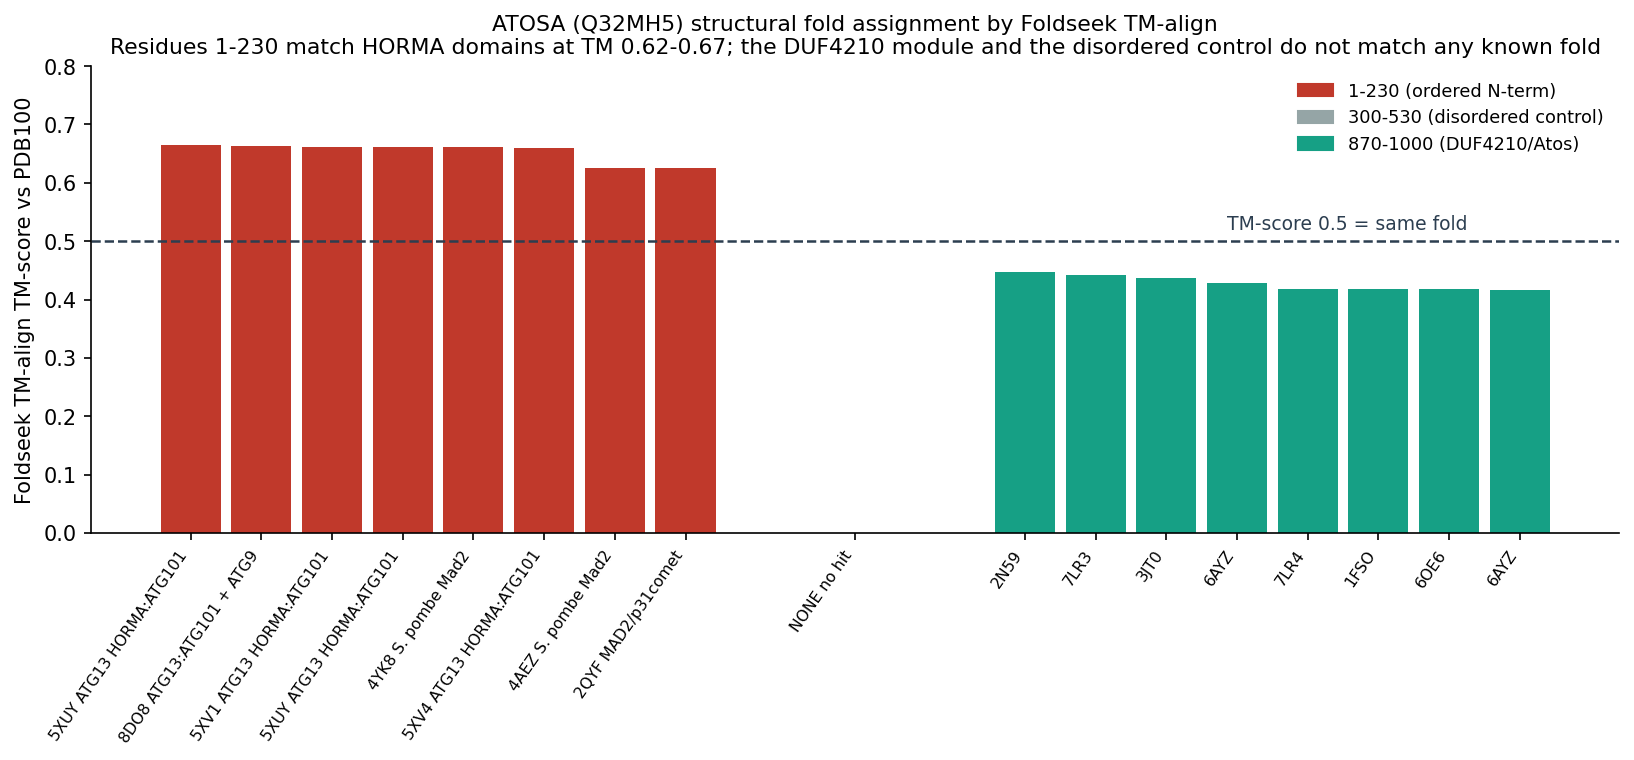 ATOSA (Q32MH5) structural fold assignment by Foldseek TM-align
Residues 1-230 match HORMA domains at TM 0.62-0.67; the DUF4210 module and the disordered control do not match any known fold
Foldseek TM-align TM-score vs PDB100
0.8
0.7
0.6
0.5
0.4
0.3
0.2
0.1
0.0
1-230 (ordered N-term)
300-530 (disordered control)
870-1000 (DUF4210/Atos)
TM-score 0.5 = same fold
5XUY ATG13 HORMA:ATG101
8DO8 ATG13:ATG101 + ATG9
5XV1 ATG13 HORMA:ATG101
5XUY ATG13 HORMA:ATG101
4YK8 S. pombe Mad2
5XV4 ATG13 HORMA:ATG101
4AEZ S. pombe Mad2
2QYF MAD2/p31comet
NONE no hit
2N59
7LR3
3JT0
6AYZ
7LR4
1FSO
6OE6
6AYZ